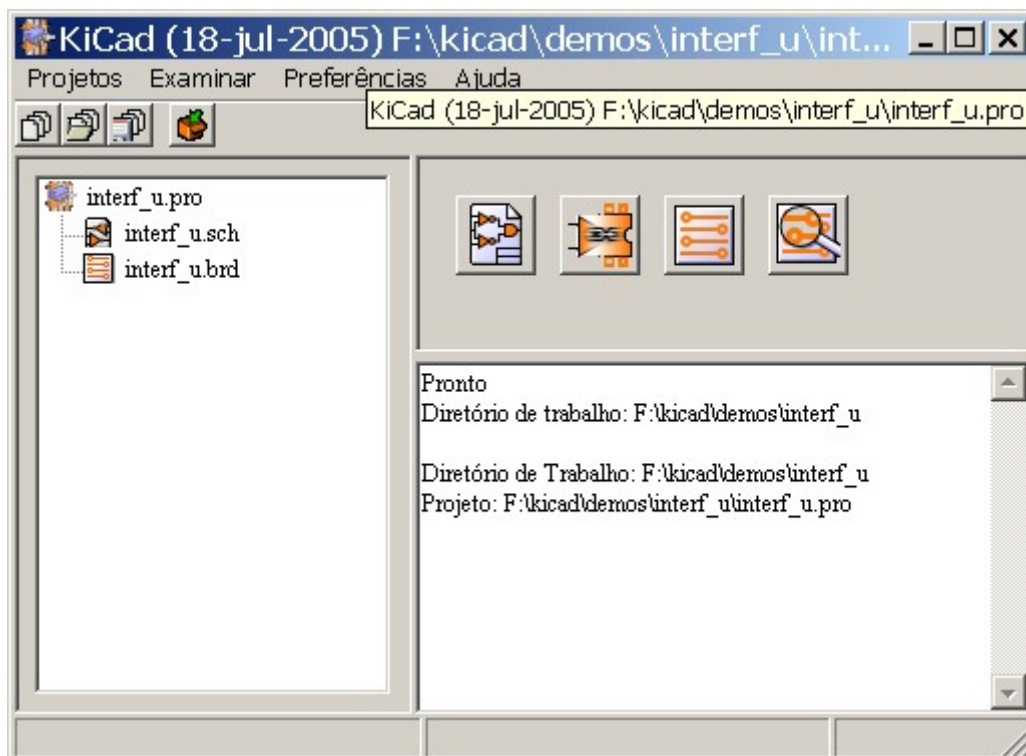 KiCad (18-jul-2005) F:\kicad\demos\interf_u\int...
Projetos Examinar Preferências Ajuda
KiCad (18-jul-2005) F:\kicad\demos\interf_u\interf_u.pro
interf_u.pro
interf_u.sch
interf_u.brd
Pronto
Diretório de trabalho: F:\kicad\demos\interf_u
Diretório de Trabalho: F:\kicad\demos\interf_u
Projeto: F:\kicad\demos\interf_u\interf_u.pro